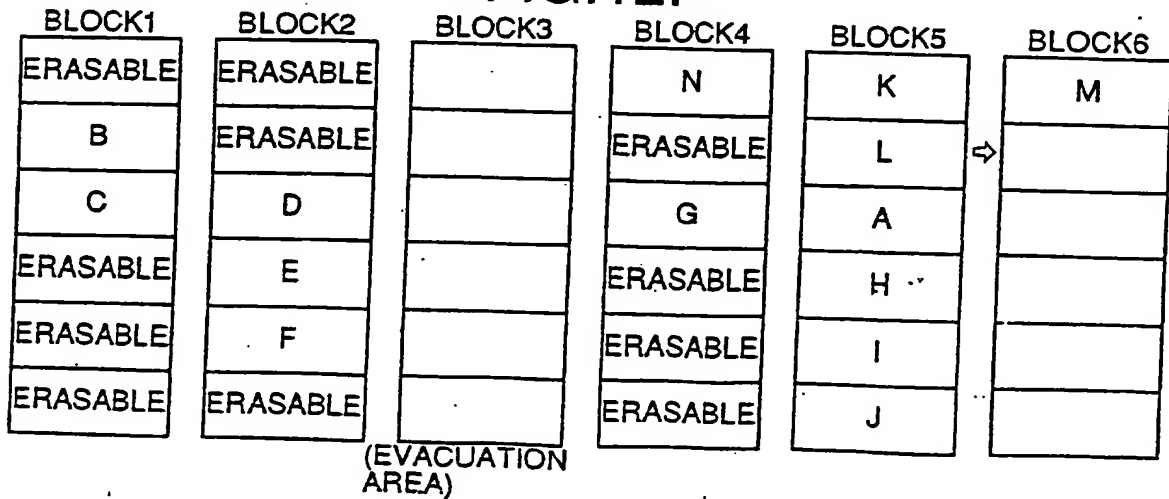 BLOCK1 BLOCK2 BLOCK3 BLOCK4 BLOCK5 BLOCK6
ERASABLE ERASABLE N K M
B ERASABLE ERASABLE L ⇨
C D G A
ERASABLE E ERASABLE H
ERASABLE F ERASABLE I
ERASABLE ERASABLE ERASABLE J
(EVACUATION
AREA)